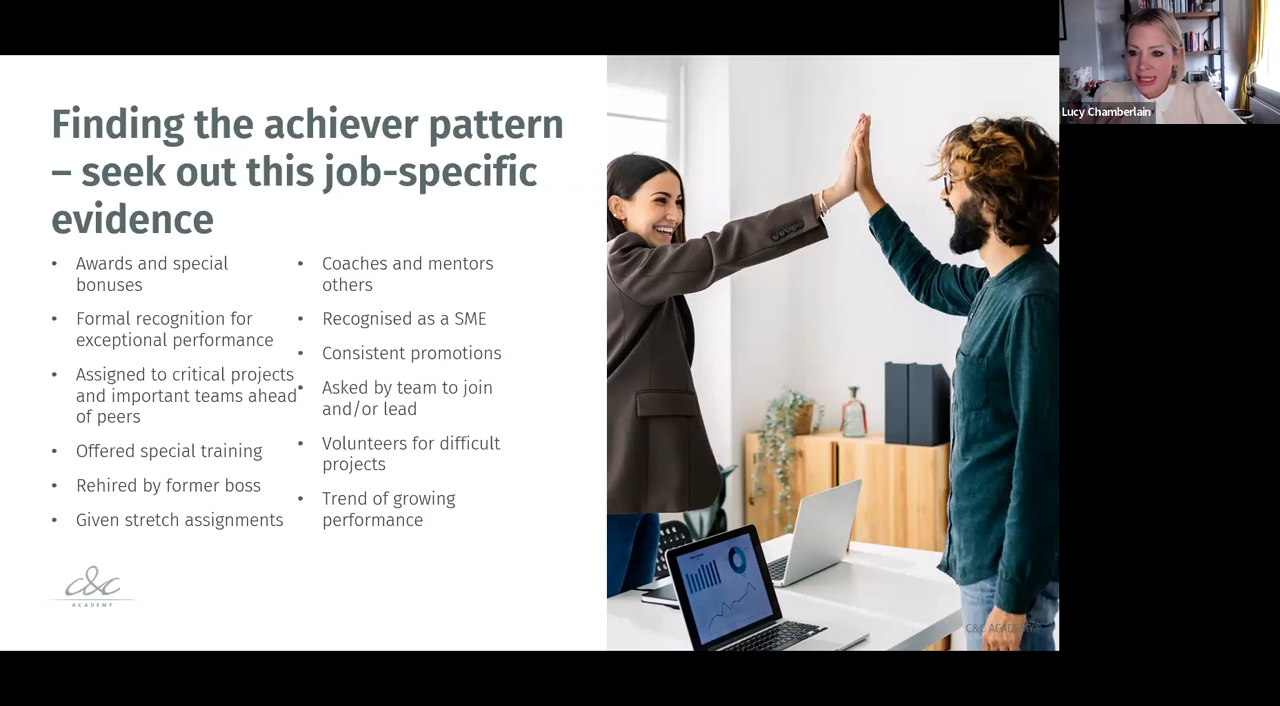 Finding the achiever pattern
– seek out this job-specific
evidence
• Awards and special
bonuses
• Formal recognition for
exceptional performance
• Assigned to critical projects
and important teams ahead
of peers
• Offered special training
• Rehired by former boss
• Given stretch assignments
• Coaches and mentors
others
• Recognised as a SME
• Consistent promotions
• Asked by team to join
and/or lead
• Volunteers for difficult
projects
• Trend of growing
performance
c&c
ACADEMY
Lucy Chamberlain